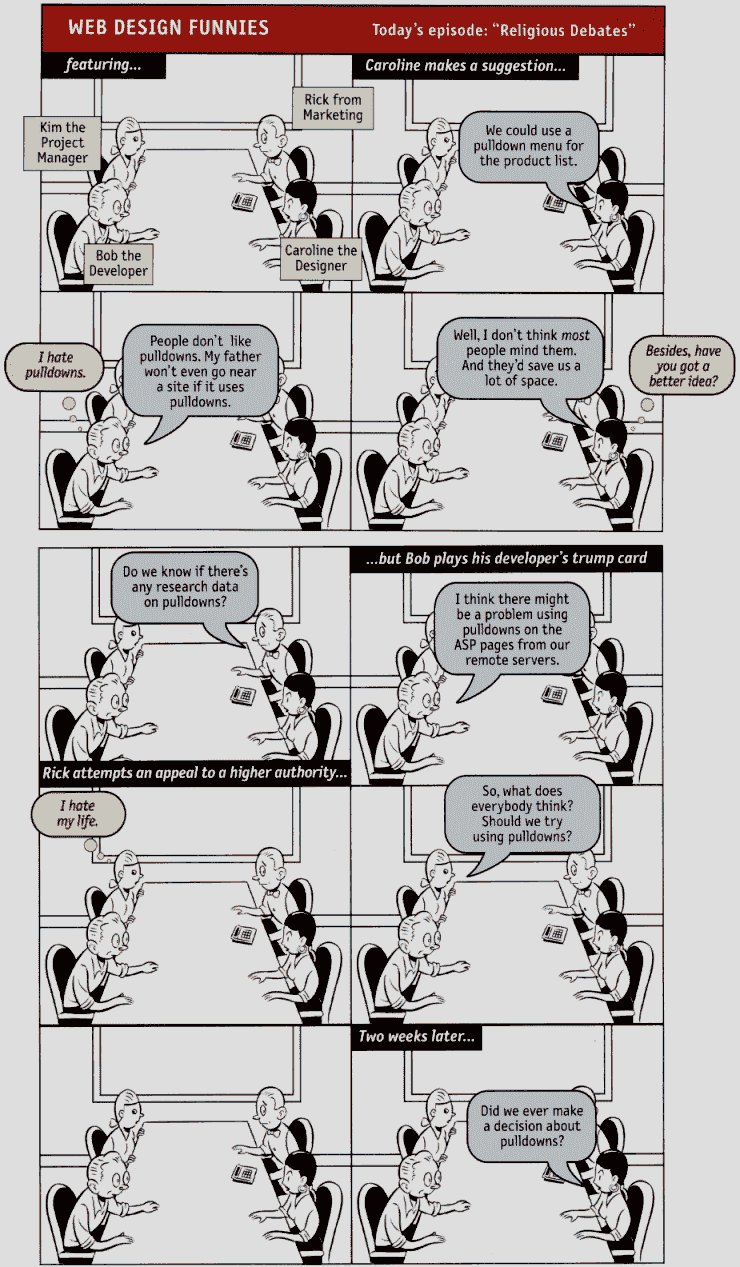 WEB DESIGN FUNNIES
Today's episode: "Religious Debates"
featuring...
Kim the
Project
Manager
Rick from
Marketing
Bob the
Developer
Caroline the
Designer
Caroline makes a suggestion...
We could use a
pulldown menu for
the product list.
I hate
pulldowns.
People don't like
pulldowns. My father
won't even go near
a site if it uses
pulldowns.
Well, I don't think most
people mind them.
And they'd save us a
lot of space.
Besides, have
you got a
better idea?
Do we know if there's
any research data
on pulldowns?
Rick attempts an appeal to a higher authority...
...but Bob plays his developer's trump card
I think there might
be a problem using
pulldowns on the
ASP pages from our
remote servers.
I hate
my life.
So, what does
everybody think?
Should we try
using pulldowns?
Two weeks later...
Did we ever make
a decision about
pulldowns?